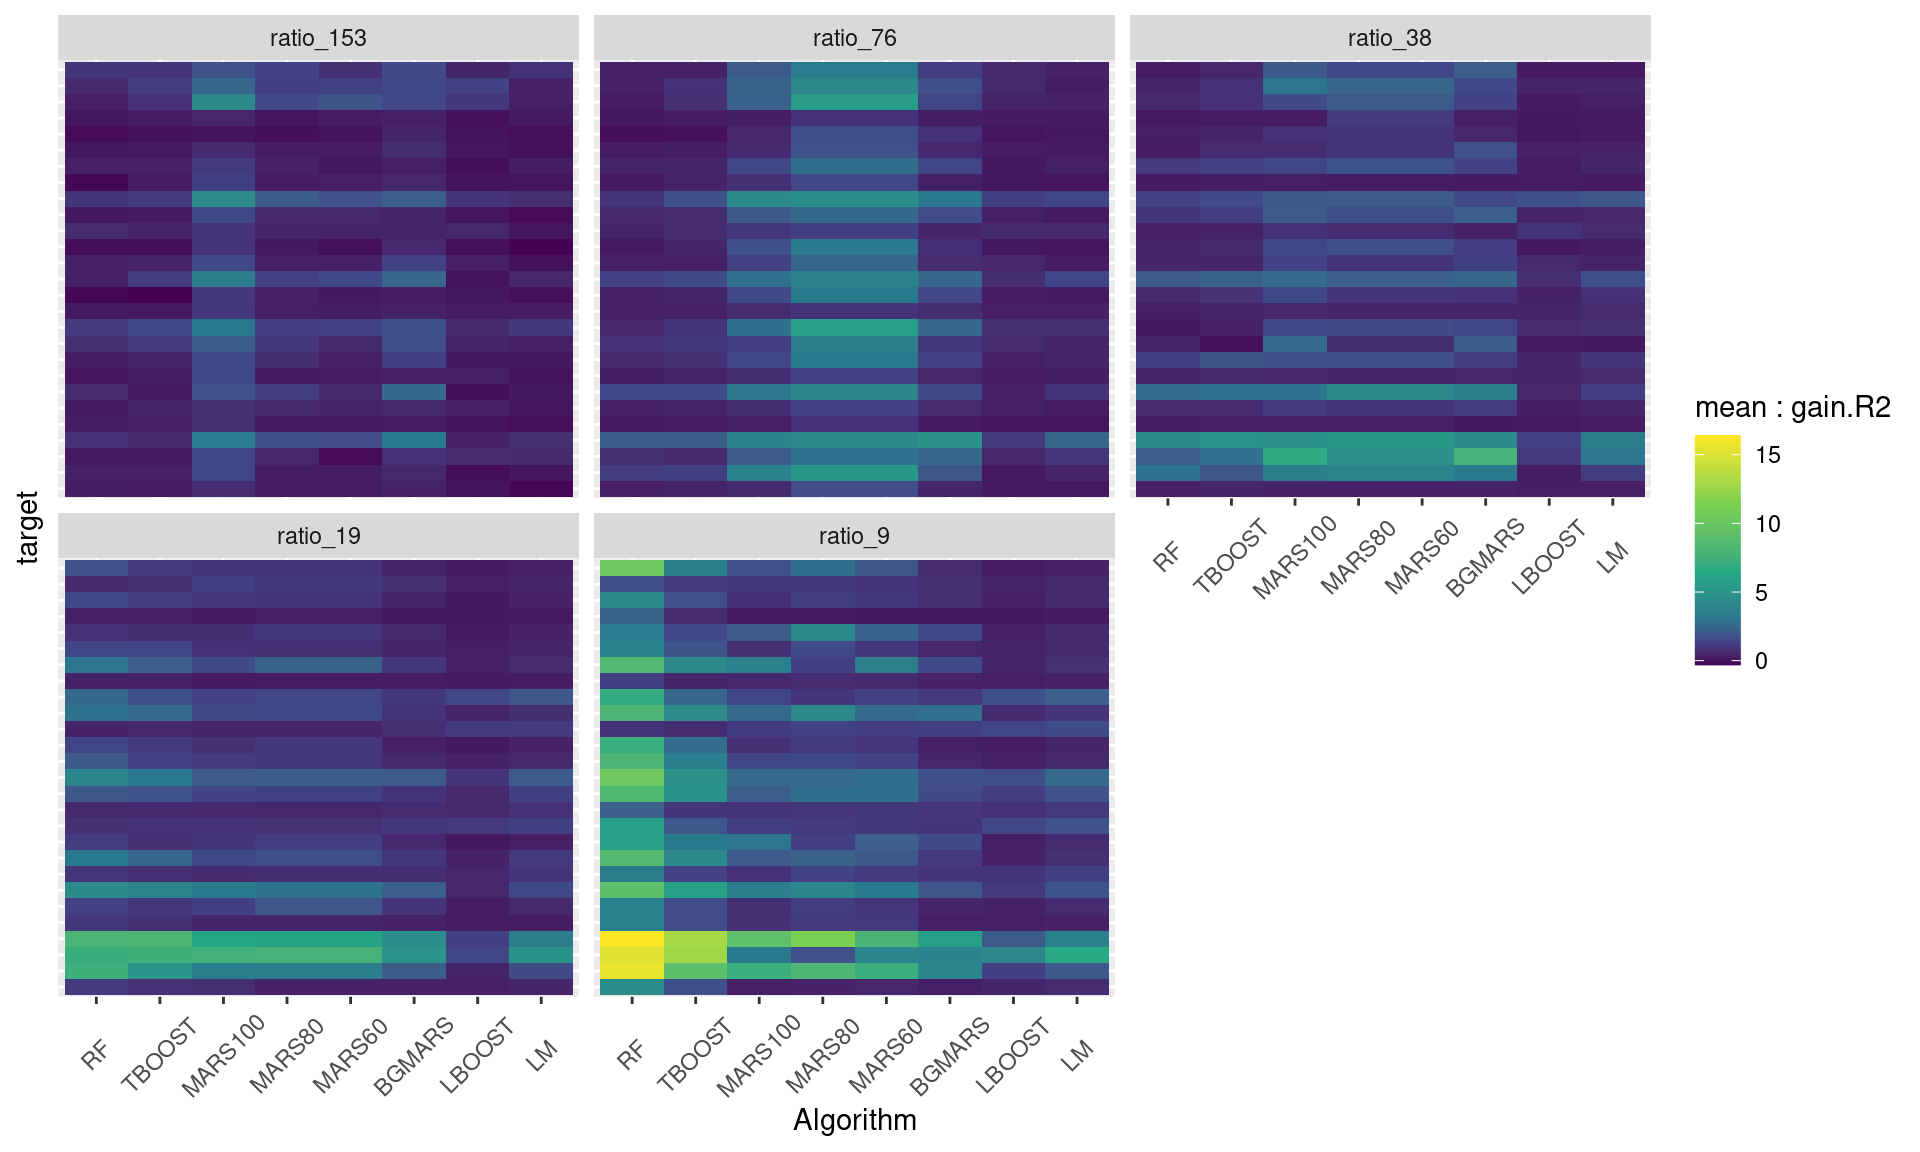 ratio_153
ratio_76
ratio_38
target
RF
TBOOST
MARS100
MARS80
MARS60
BGMARS
LBOOST
LM
mean : gain.R2
15
10
5
0
ratio_19
ratio_9
RF
TBOOST
MARS100
MARS80
MARS60
BGMARS
LBOOST
LM
RF
TBOOST
MARS100
MARS80
MARS60
BGMARS
LBOOST
LM
Algorithm